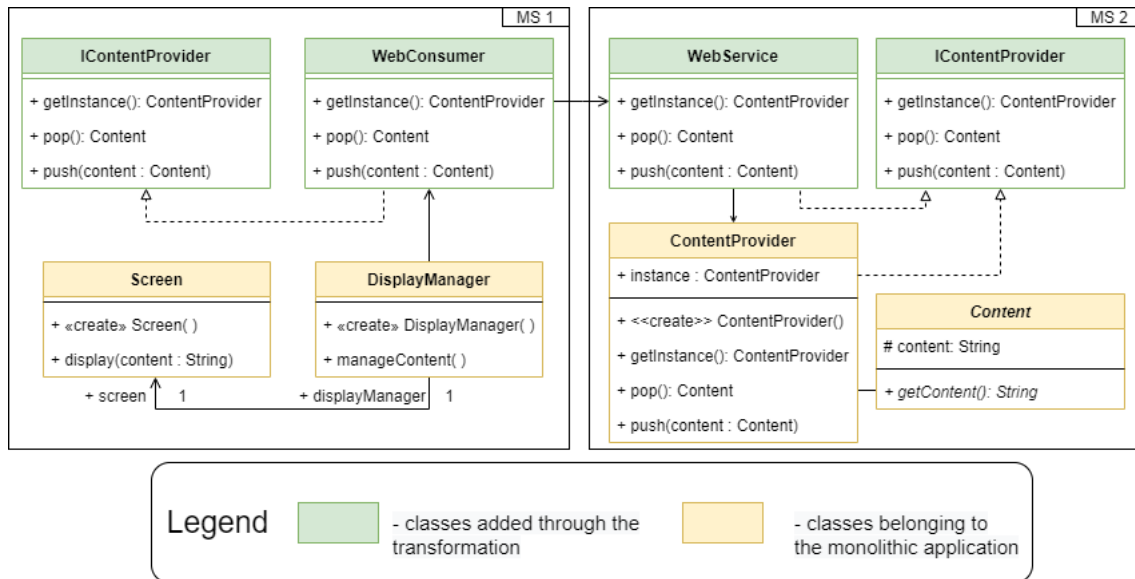 MS 1
IContentProvider
+ getInstance(): ContentProvider
+ pop(): Content
+ push(content : Content)
WebConsumer
+ getInstance(): ContentProvider
+ pop(): Content
+ push(content : Content)
Screen
+ «create» Screen( )
+ display(content : String)
DisplayManager
+ «create» DisplayManager( )
+ manageContent( )
+ screen
1
+ displayManager
1
MS 2
WebService
+ getInstance(): ContentProvider
+ pop(): Content
+ push(content : Content)
IContentProvider
+ getInstance(): ContentProvider
+ pop(): Content
+ push(content : Content)
ContentProvider
+ instance : ContentProvider
+ <<create>> ContentProvider()
+ getInstance(): ContentProvider
+ pop(): Content
+ push(content : Content)
Content
# content: String
+ getContent(): String
Legend
- classes added through the
transformation
- classes belonging to
the monolithic application